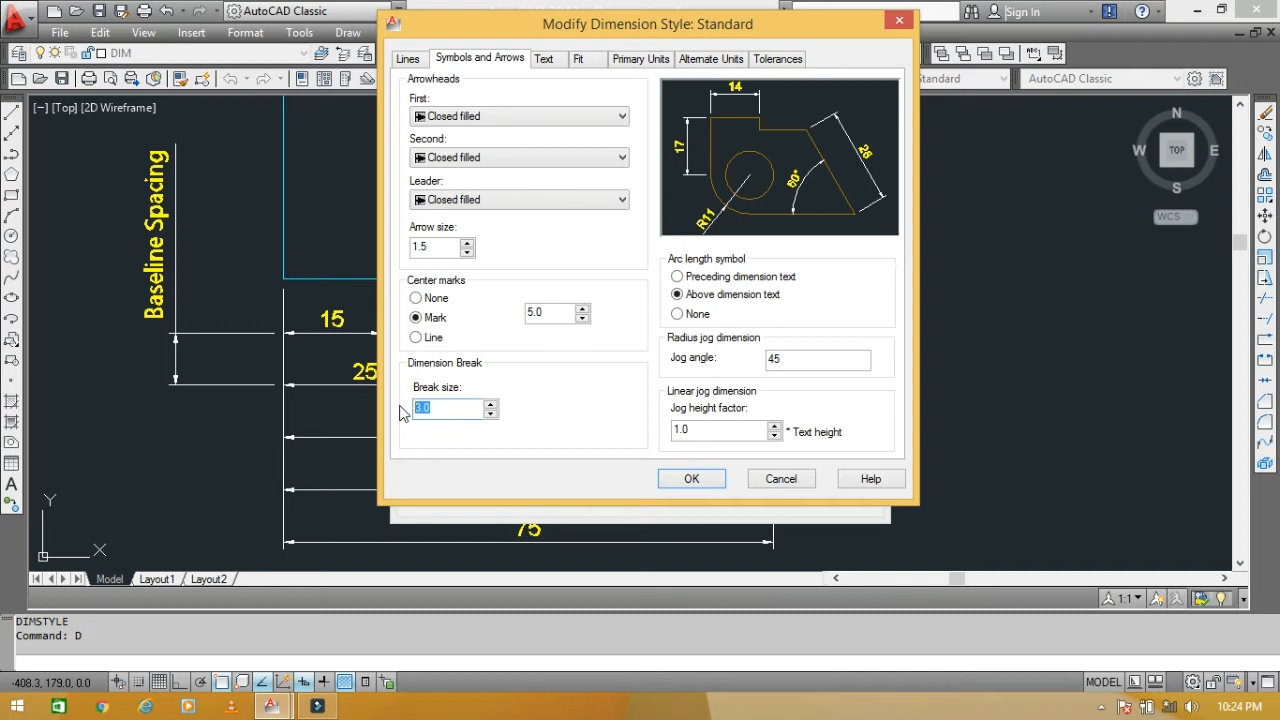 AutoCAD Classic
Sign In
File Edit View Insert Format Tools Draw
DIM
Standard
AutoCAD Classic
Modify Dimension Style: Standard
Lines Symbols and Arrows Text Fit Primary Units Alternate Units Tolerances
Arrowheads
First:
Closed filled
Second:
Closed filled
Leader:
Closed filled
Arrow size:
1.5
Center marks
None
Mark
5.0
Line
Dimension Break
Break size:
3.0
14
17
26
60°
R11
Arc length symbol
Preceding dimension text
Above dimension text
None
Radius jog dimension
Jog angle:
45
Linear jog dimension
Jog height factor:
1.0
* Text height
OK Cancel Help
[−] [Top] [2D Wireframe]
N
W TOP E
S
WCS
Baseline Spacing
15
25
75
Y
X
Model Layout1 Layout2
1:1
DIMSTYLE
Command: D
-408.3, 179.0, 0.0
MODEL
10:24 PM